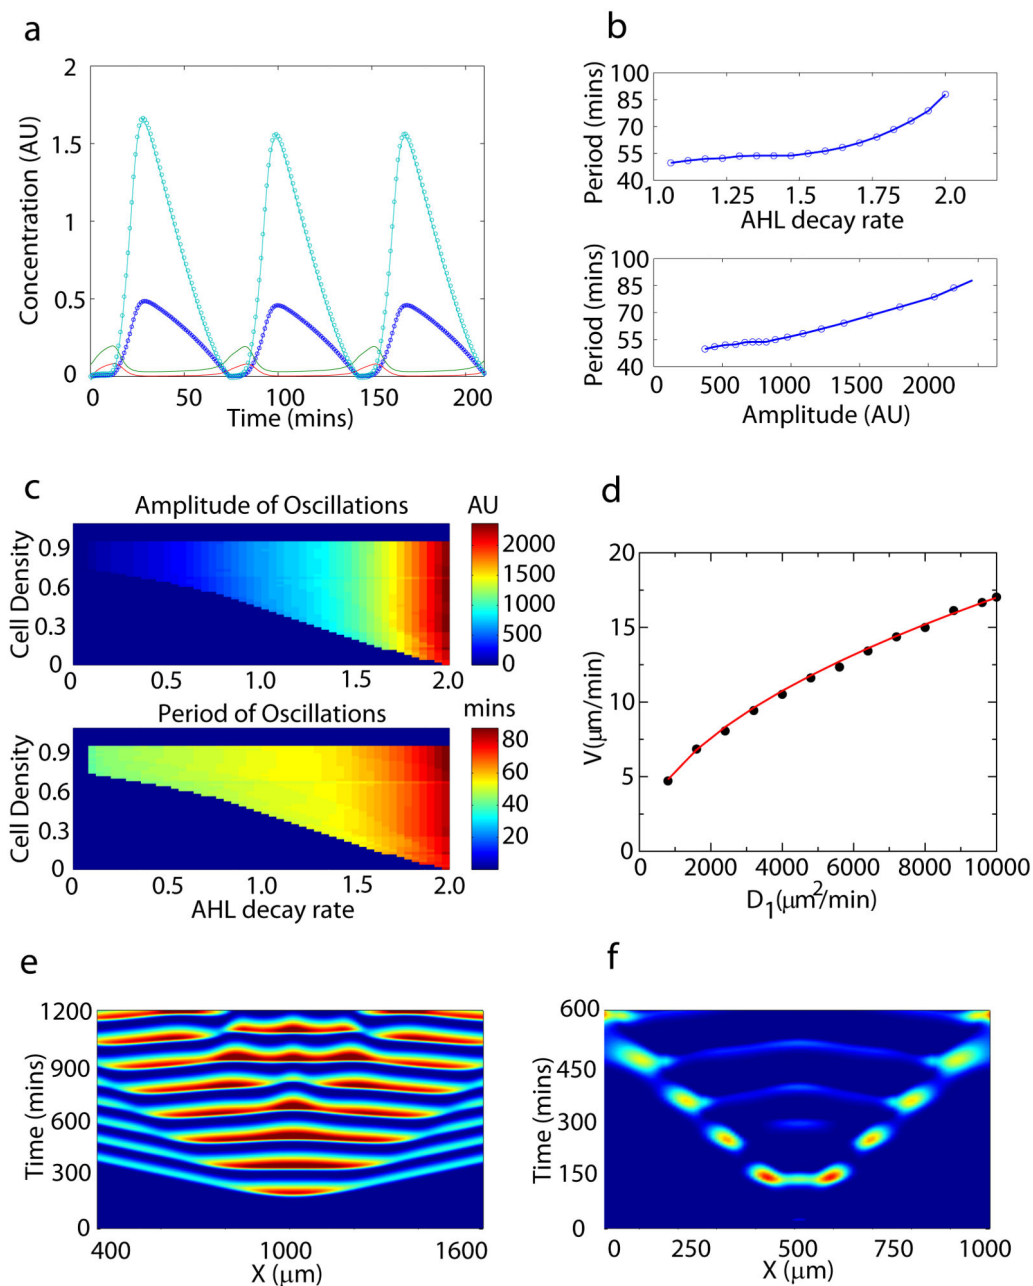 a
2
1.5
1
0.5
0
Concentration (AU)
0 50 100 150 200
Time (mins)
b
100
85
70
55
40
Period (mins)
1.0 1.25 1.5 1.75 2.0
AHL decay rate
100
85
70
55
40
Period (mins)
0 500 1000 1500 2000
Amplitude (AU)
c
Amplitude of Oscillations
AU
0.9
0.6
0.3
0
Cell Density
2000
1500
1000
500
0
0 0.5 1.0 1.5 2.0
Period of Oscillations
mins
0.9
0.6
0.3
0
Cell Density
80
60
40
20
0 0.5 1.0 1.5 2.0
AHL decay rate
d
20
15
10
5
0
V(μm/min)
0 2000 4000 6000 8000 10000
D₁(μm²/min)
e
1200
900
600
300
0
Time (mins)
400 1000 1600
X (μm)
f
600
450
300
150
0
Time (mins)
0 250 500 750 1000
X (μm)